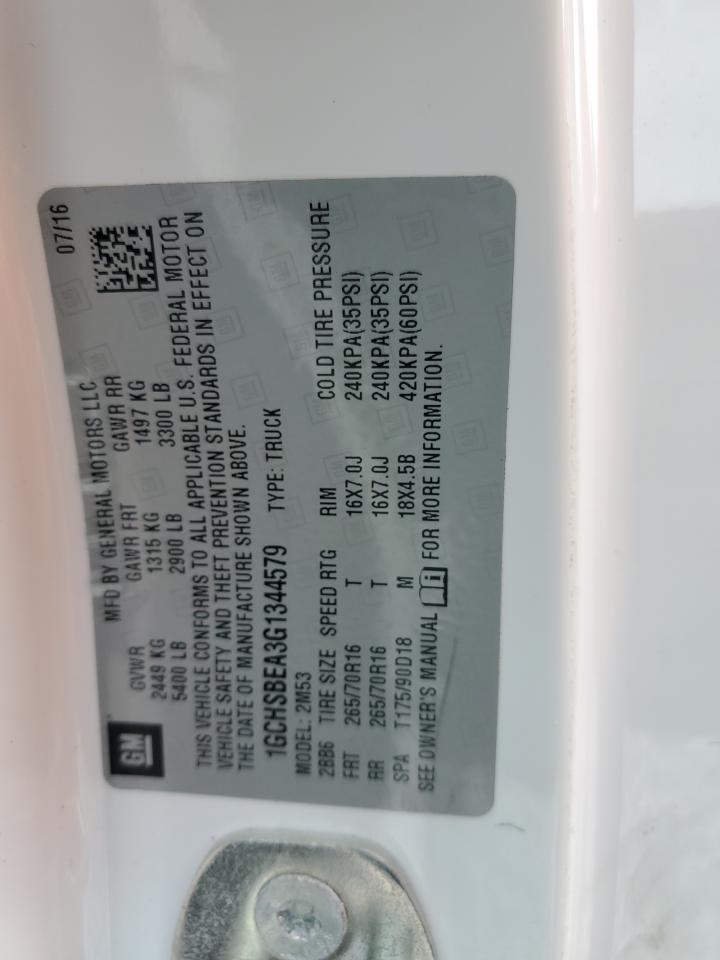 GM
MFD BY GENERAL MOTORS LLC 07/16
GVWR GAWR FRT GAWR RR
2449 KG 1315 KG 1497 KG
5400 LB 2900 LB 3300 LB
THIS VEHICLE CONFORMS TO ALL APPLICABLE U.S. FEDERAL MOTOR
VEHICLE SAFETY AND THEFT PREVENTION STANDARDS IN EFFECT ON
THE DATE OF MANUFACTURE SHOWN ABOVE.
1GCHSBEA3G1344579 TYPE: TRUCK
MODEL: 2M53
2BB6 TIRE SIZE SPEED RTG RIM COLD TIRE PRESSURE
FRT 265/70R16 T 16X7.0J 240KPA(35PSI)
RR 265/70R16 T 16X7.0J 240KPA(35PSI)
SPA T175/90D18 M 18X4.5B 420KPA(60PSI)
SEE OWNER'S MANUAL FOR MORE INFORMATION.